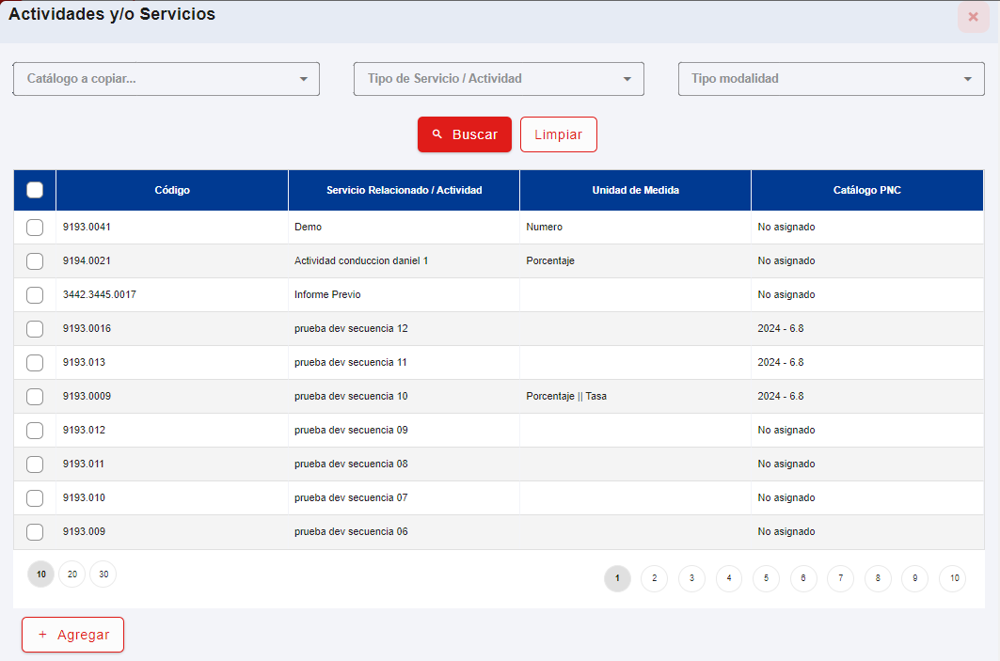 Actividades y/o Servicios
Catálogo a copiar... Tipo de Servicio / Actividad Tipo modalidad
Buscar Limpiar
Código Servicio Relacionado / Actividad Unidad de Medida Catálogo PNC
9193.0041 Demo Numero No asignado
9194.0021 Actividad conduccion daniel 1 Porcentaje No asignado
3442.3445.0017 Informe Previo No asignado
9193.0016 prueba dev secuencia 12 2024 - 6.8
9193.013 prueba dev secuencia 11 2024 - 6.8
9193.0009 prueba dev secuencia 10 Porcentaje || Tasa 2024 - 6.8
9193.012 prueba dev secuencia 09 No asignado
9193.011 prueba dev secuencia 08 No asignado
9193.010 prueba dev secuencia 07 No asignado
9193.009 prueba dev secuencia 06 No asignado
10 20 30 1 2 3 4 5 6 7 8 9 10
+ Agregar